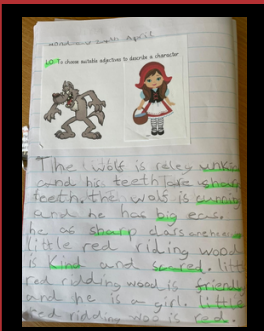 April
L.O. To choose suitable adjectives to describe a character
The Wolf is reley unkind
and his teeth are sharp
teeth. the wolf is cunning
and he has big ears.
he as sharp claws
little red riding wood
is Kind and scared. little
red ridding wood is friendly
and he is a girl. little
red ridding woo is red.